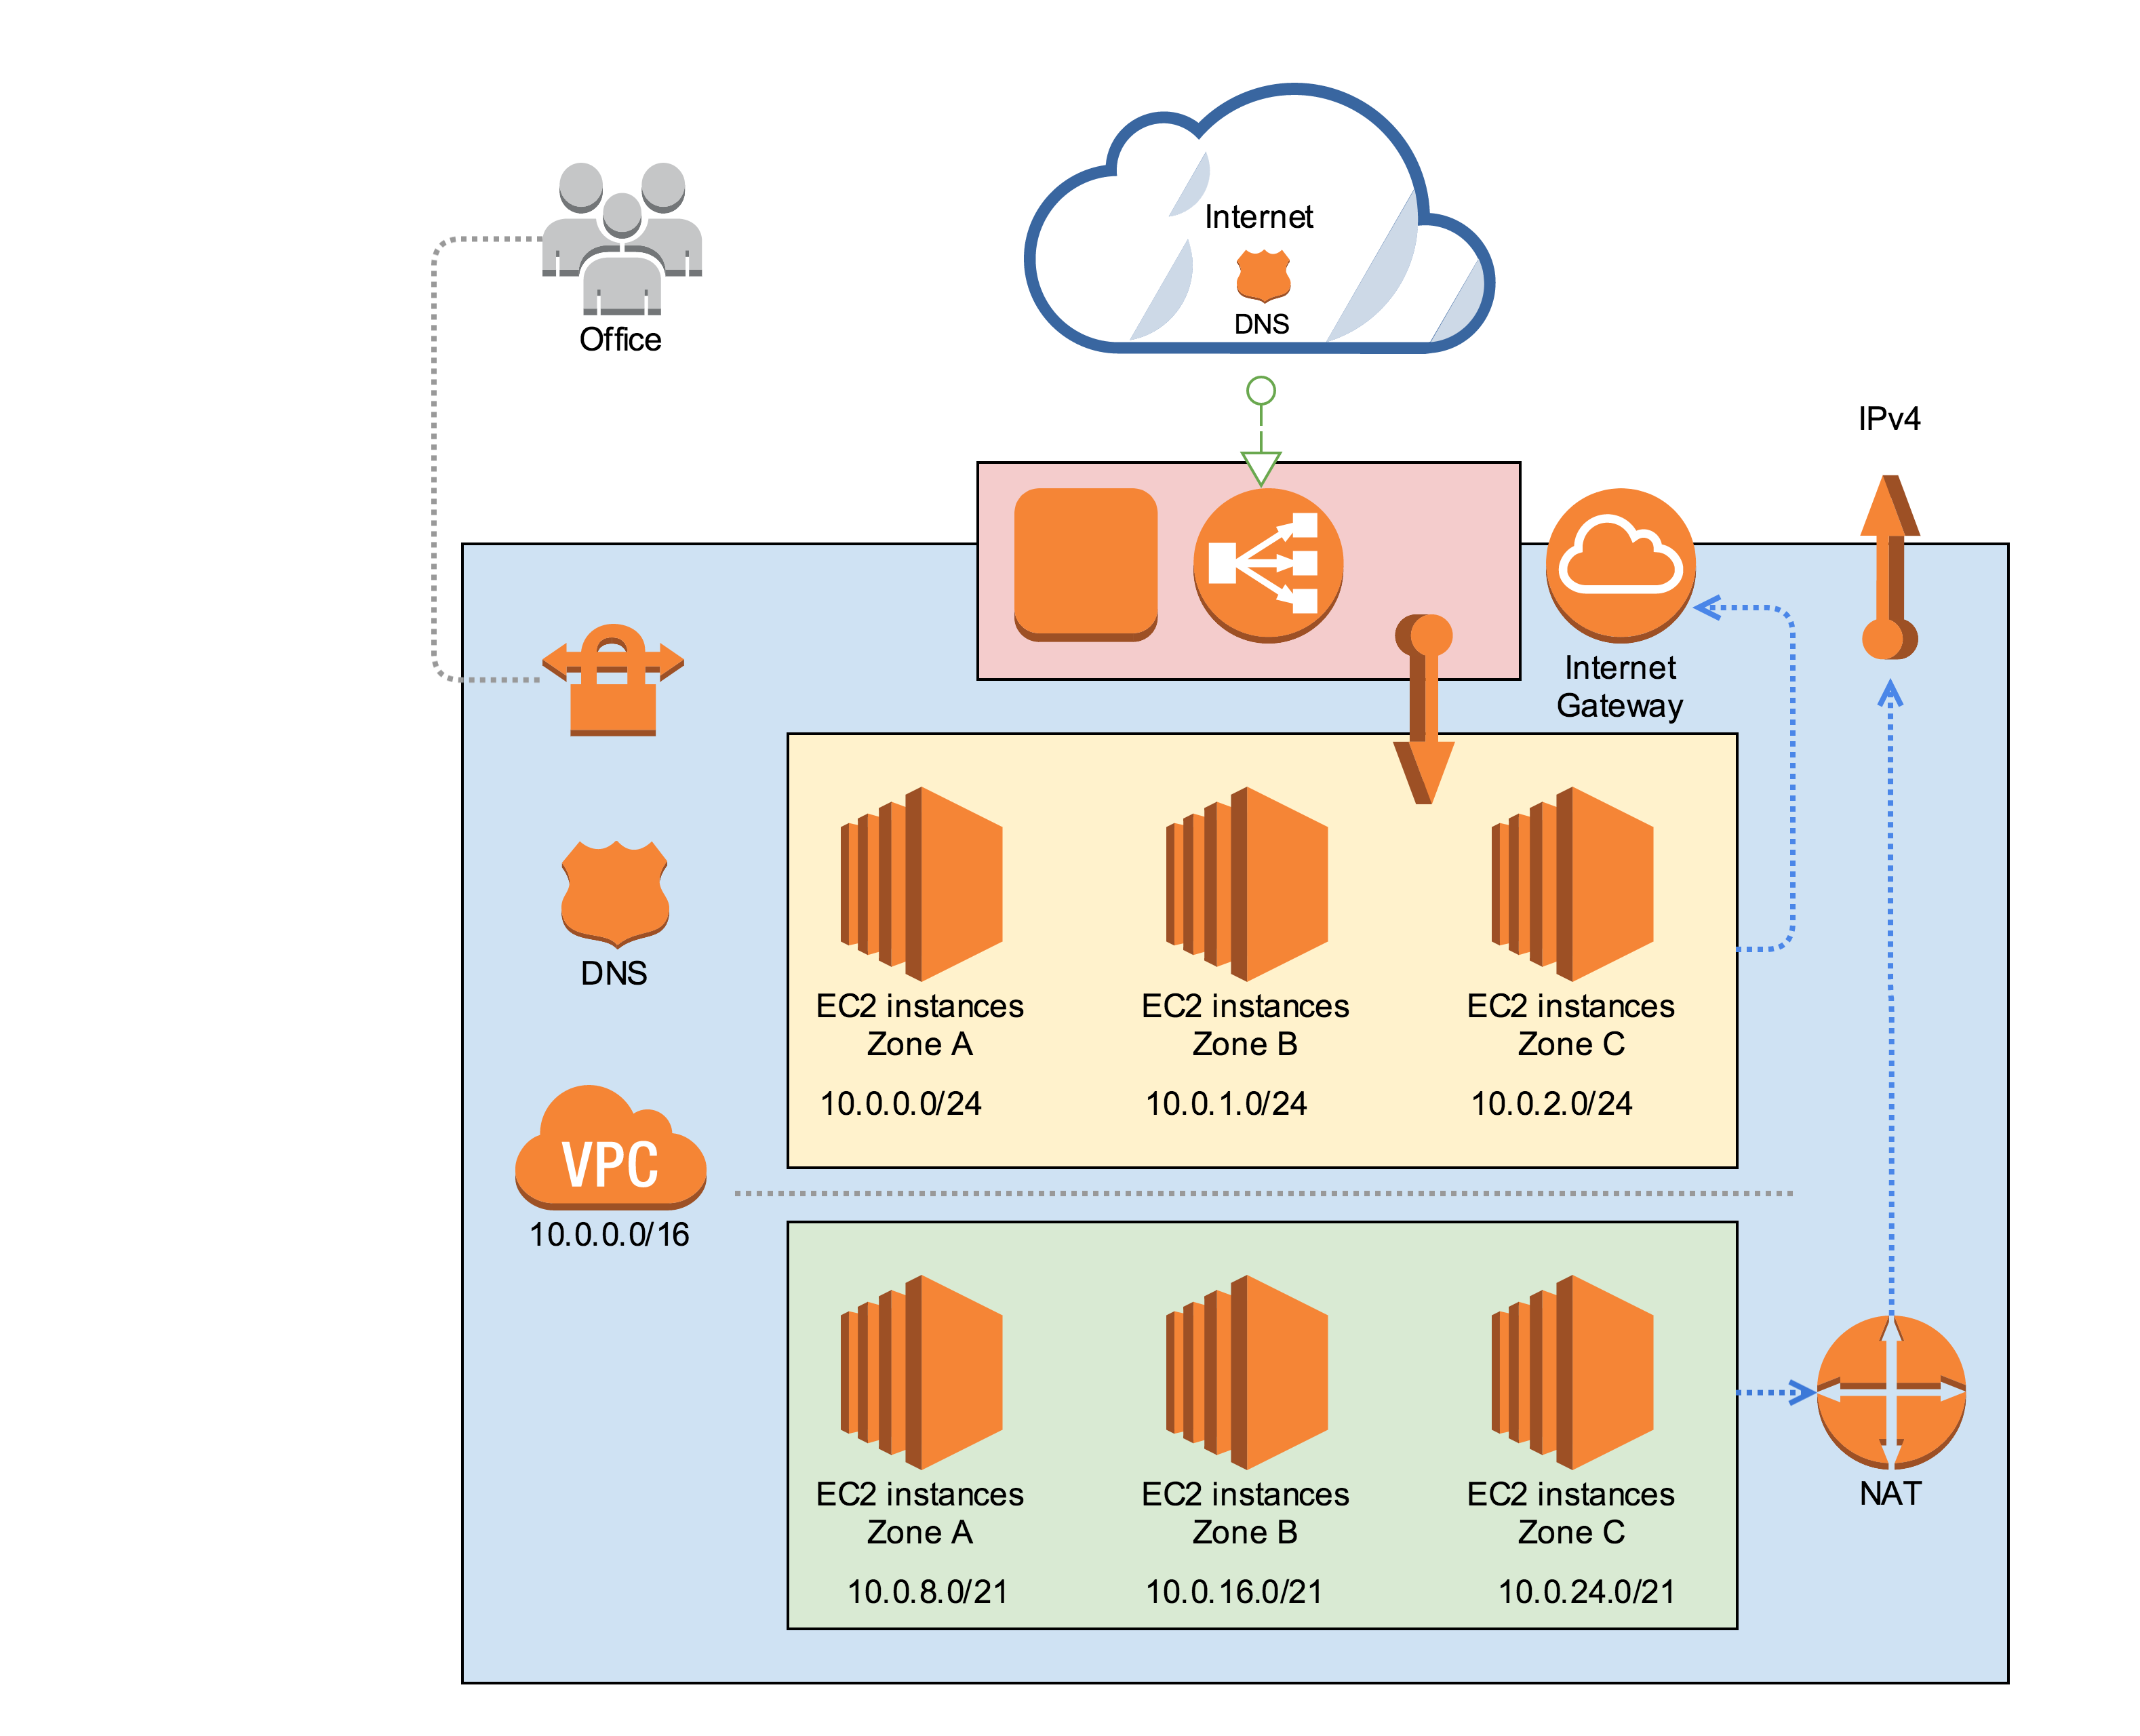 Internet
DNS
Office
IPv4
Internet
Gateway
DNS
EC2 instances
Zone A
10.0.0.0/24
EC2 instances
Zone B
10.0.1.0/24
EC2 instances
Zone C
10.0.2.0/24
VPC
10.0.0.0/16
EC2 instances
Zone A
10.0.8.0/21
EC2 instances
Zone B
10.0.16.0/21
EC2 instances
Zone C
10.0.24.0/21
NAT